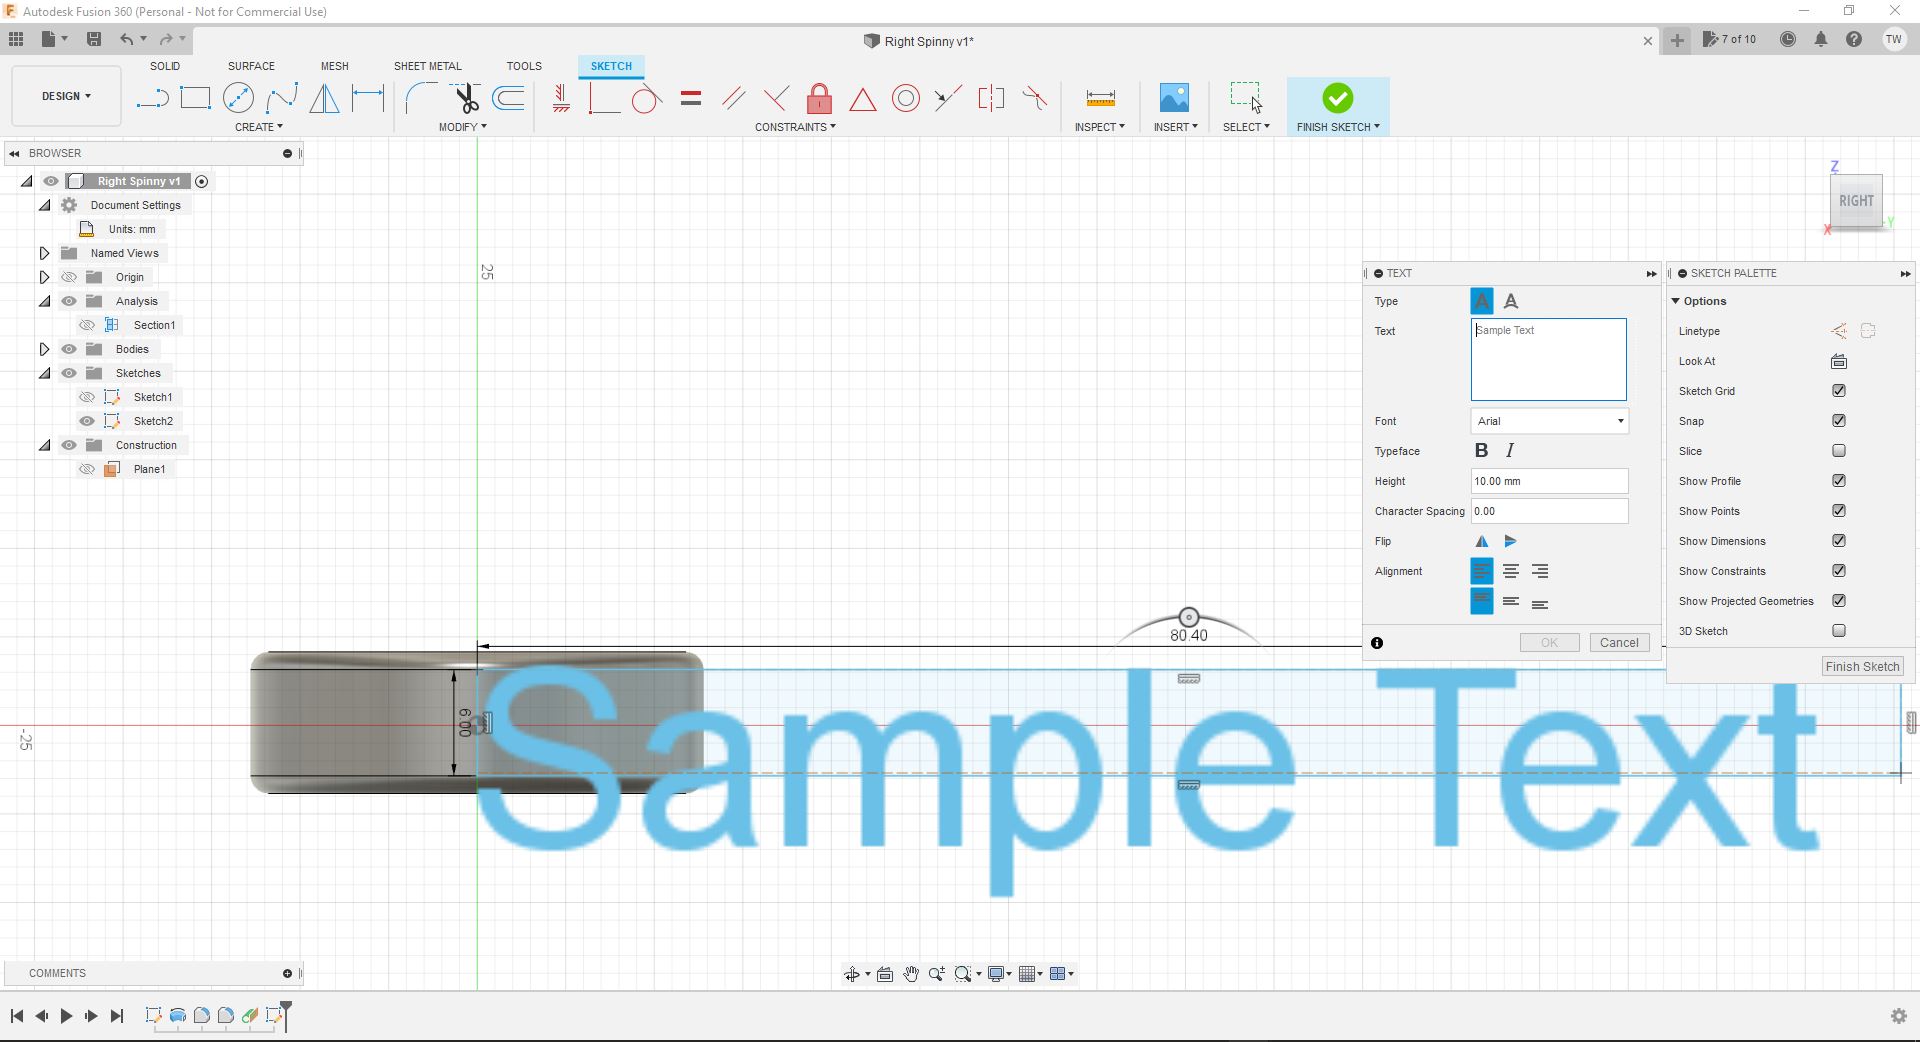 Autodesk Fusion 360 (Personal - Not for Commercial Use)
Right Spinny v1*
7 of 10
TW
DESIGN
SOLID
SURFACE
MESH
SHEET METAL
TOOLS
SKETCH
CREATE
MODIFY
CONSTRAINTS
INSPECT
INSERT
SELECT
FINISH SKETCH
BROWSER
Right Spinny v1
Document Settings
Units: mm
Named Views
Origin
Analysis
Section1
Bodies
Sketches
Sketch1
Sketch2
Construction
Plane1
25
-25
Z
RIGHT
X
Y
TEXT
Type
A A
Text
Sample Text
Font
Arial
Typeface
B I
Height
10.00 mm
Character Spacing
0.00
Flip
Alignment
OK
Cancel
SKETCH PALETTE
Options
Linetype
Look At
Sketch Grid
Snap
Slice
Show Profile
Show Points
Show Dimensions
Show Constraints
Show Projected Geometries
3D Sketch
Finish Sketch
80.40
6.00
Sample Text
COMMENTS